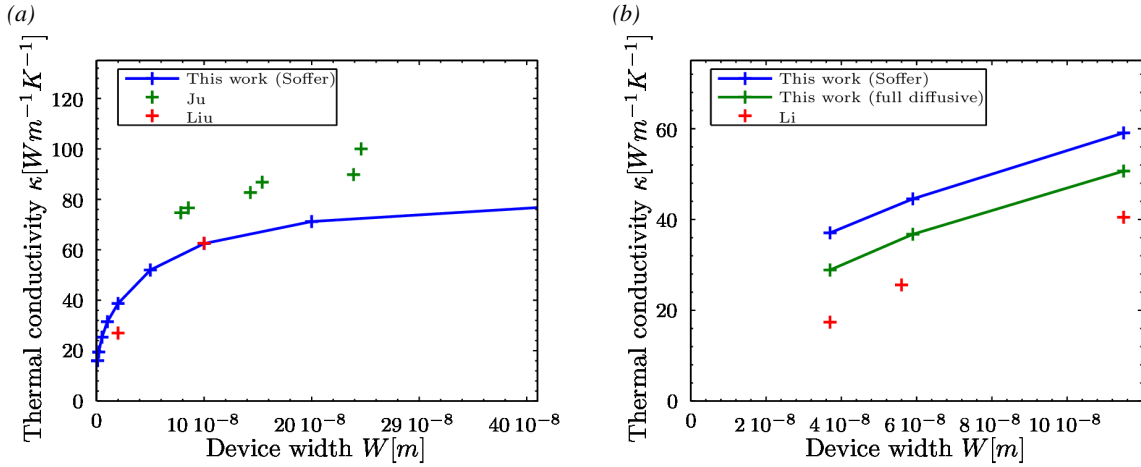 (a)
Thermal conductivity κ[Wm⁻¹K⁻¹]
120
100
80
60
40
20
0
This work (Soffer)
Ju
Liu
0 10 10⁻⁸ 20 10⁻⁸ 29 10⁻⁸ 40 10⁻⁸
Device width W[m]
(b)
Thermal conductivity κ[Wm⁻¹K⁻¹]
60
40
20
0
This work (Soffer)
This work (full diffusive)
Li
0 2 10⁻⁸ 4 10⁻⁸ 6 10⁻⁸ 8 10⁻⁸ 10 10⁻⁸
Device width W[m]